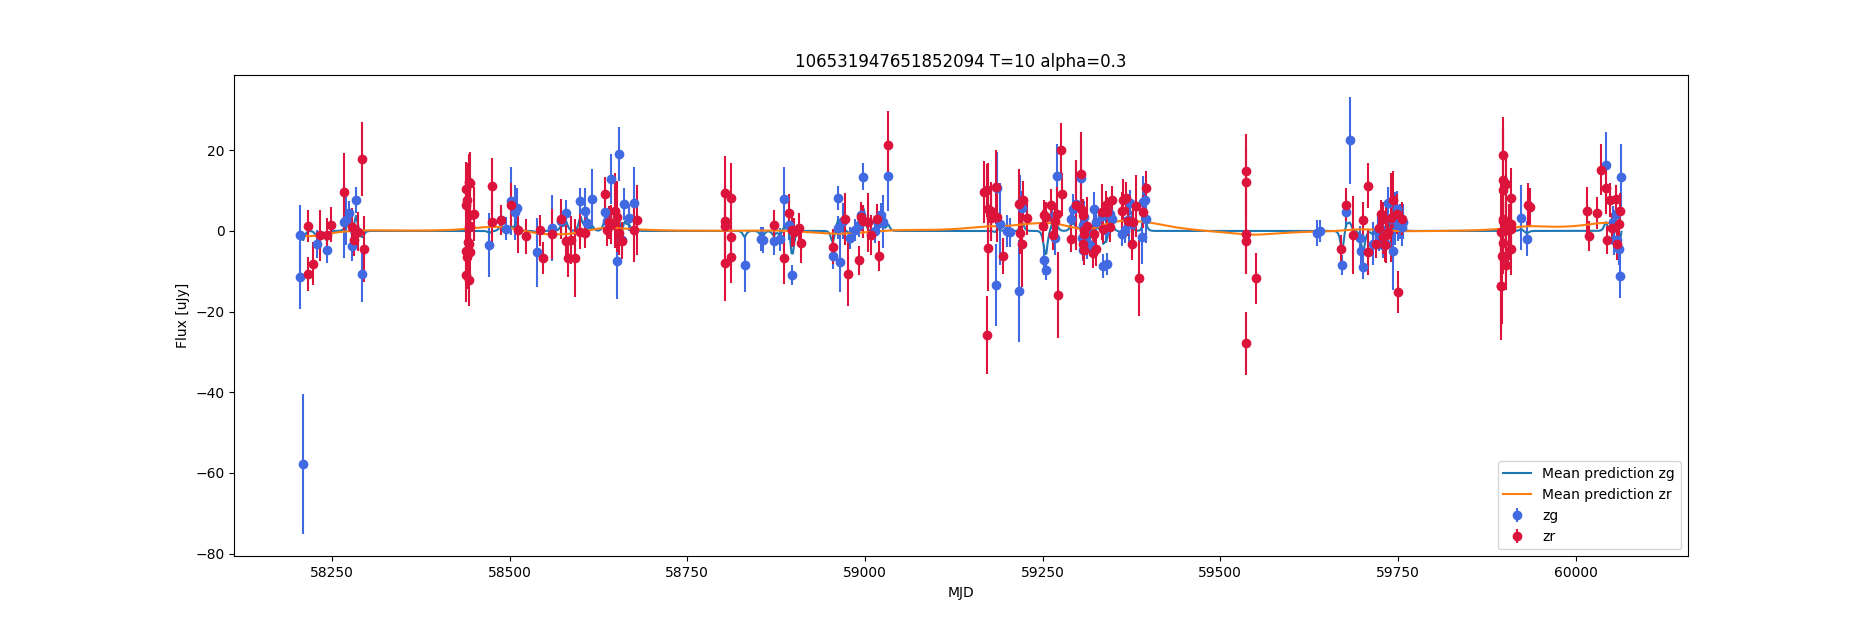 106531947651852094 T=10 alpha=0.3
20
0
−20
−40
−60
−80
Flux [uJy]
58250
58500
58750
59000
59250
59500
59750
60000
MJD
Mean prediction zg
Mean prediction zr
zg
zr